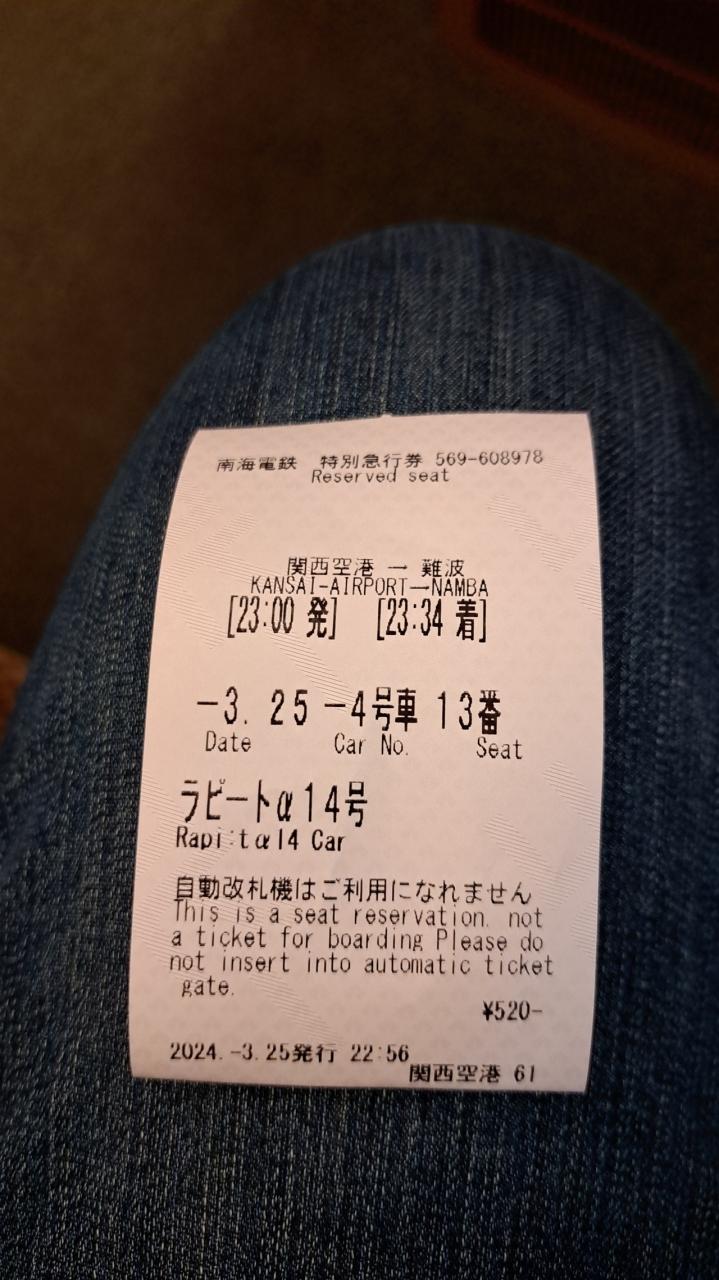 南海電鉄 特別急行券 569-608978
Reserved seat
関西空港 → 難波
KANSAI-AIRPORT→NAMBA
[23:00 発] [23:34 着]
-3. 25 -4号車 13番
Date Car No. Seat
ラピートα14号
Rapi:tα14 Car
自動改札機はご利用になれません
This is a seat reservation. not
a ticket for boarding Please do
not insert into automatic ticket
gate.
¥520-
2024.-3.25発行 22:56
関西空港 61